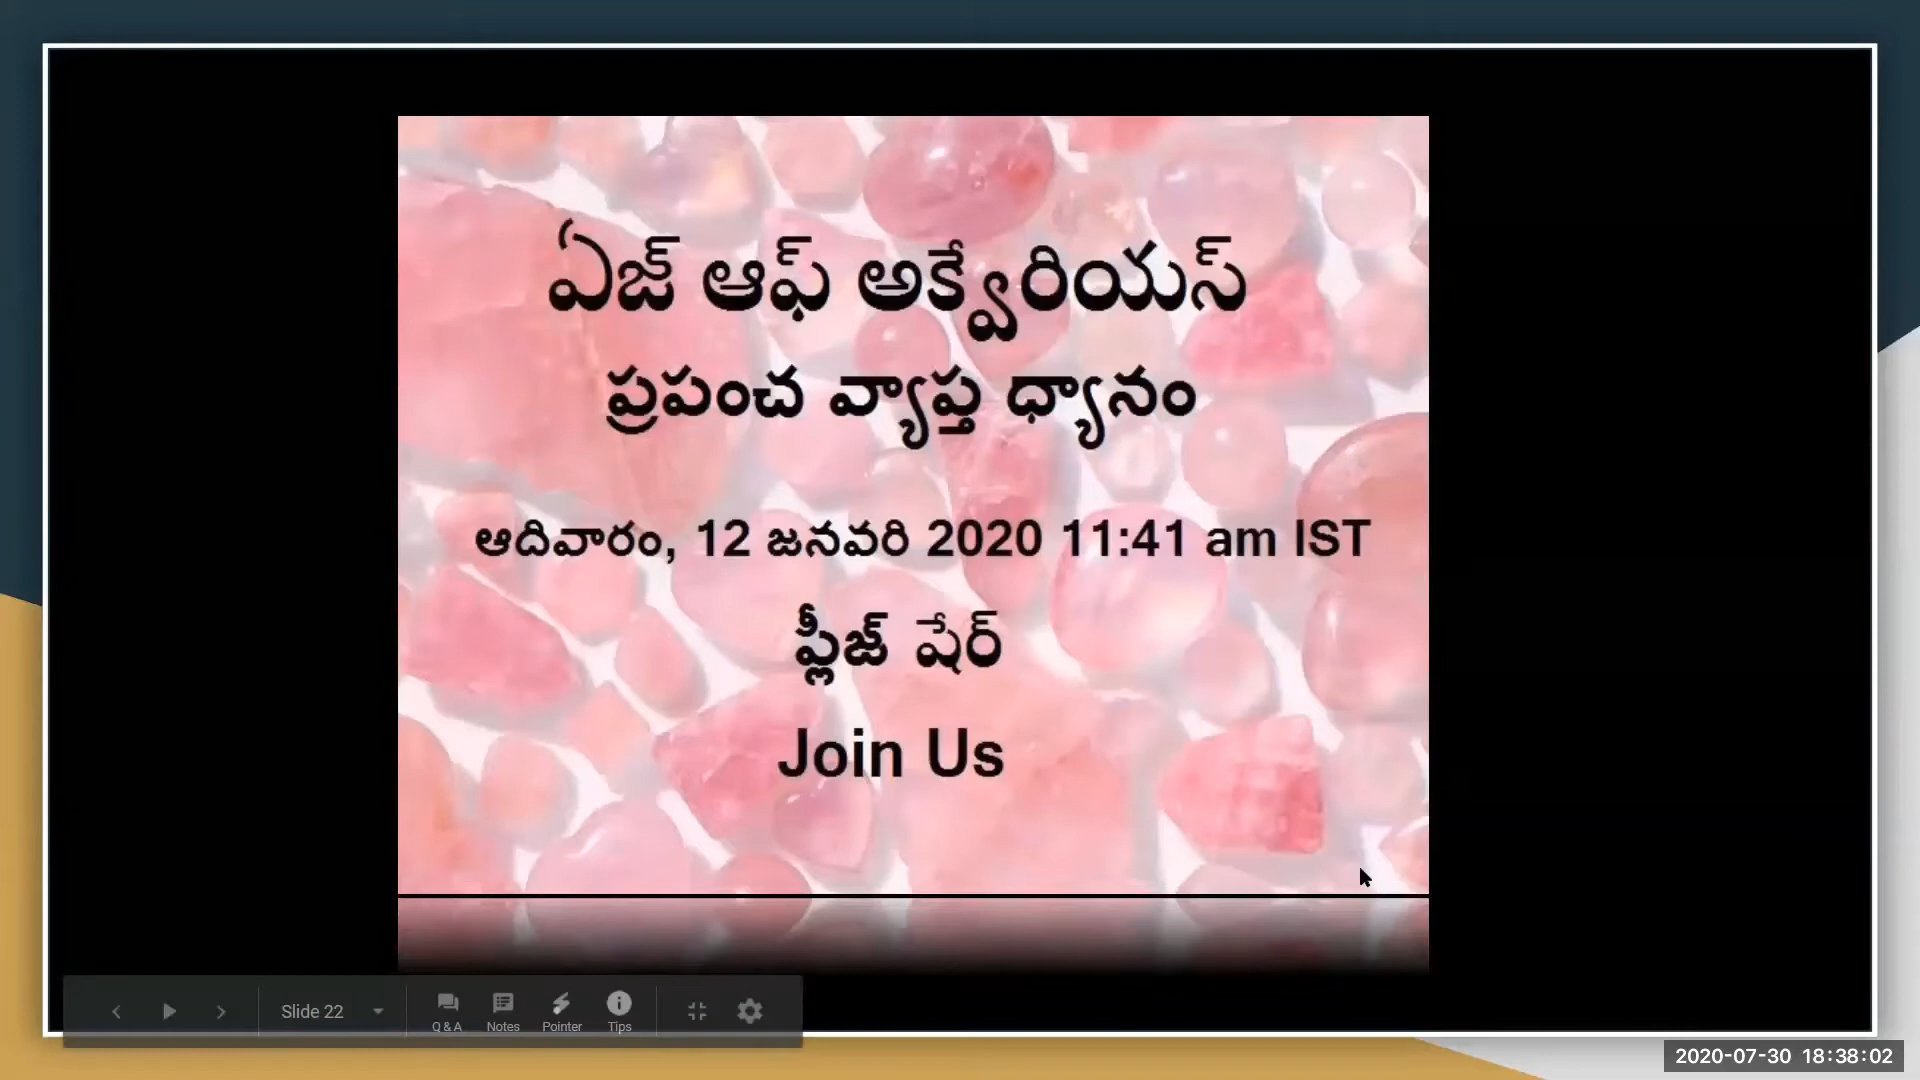 ఏజ్ ఆఫ్ అక్వేరియస్
ప్రపంచ వ్యాప్త ధ్యానం
ఆదివారం, 12 జనవరి 2020 11:41 am IST
ప్లీజ్ షేర్
Join Us
Slide 22
Q & A Notes Pointer Tips
2020-07-30 18:38:02